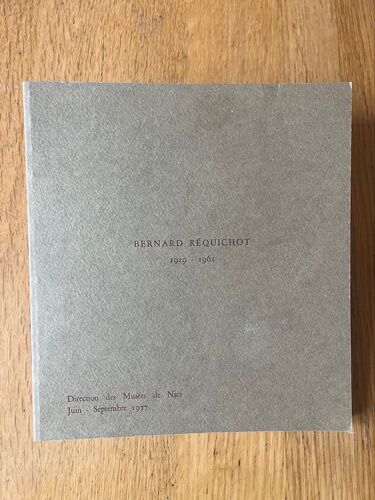 BERNARD RÉQUICHOT
1929 - 1961
Direction des Musées de Nice
Juin - Septembre 1977